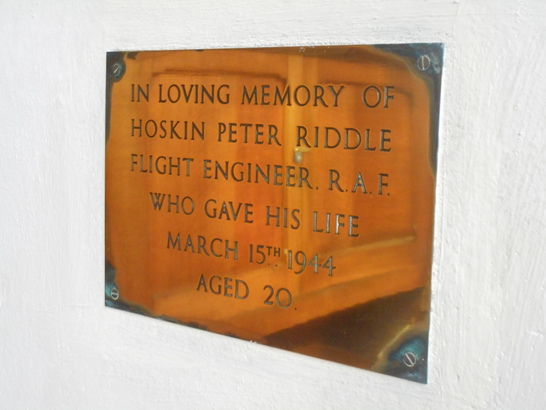 IN LOVING MEMORY OF
HOSKIN PETER RIDDLE
FLIGHT ENGINEER. R.A.F.
WHO GAVE HIS LIFE
MARCH 15TH 1944
AGED 20.